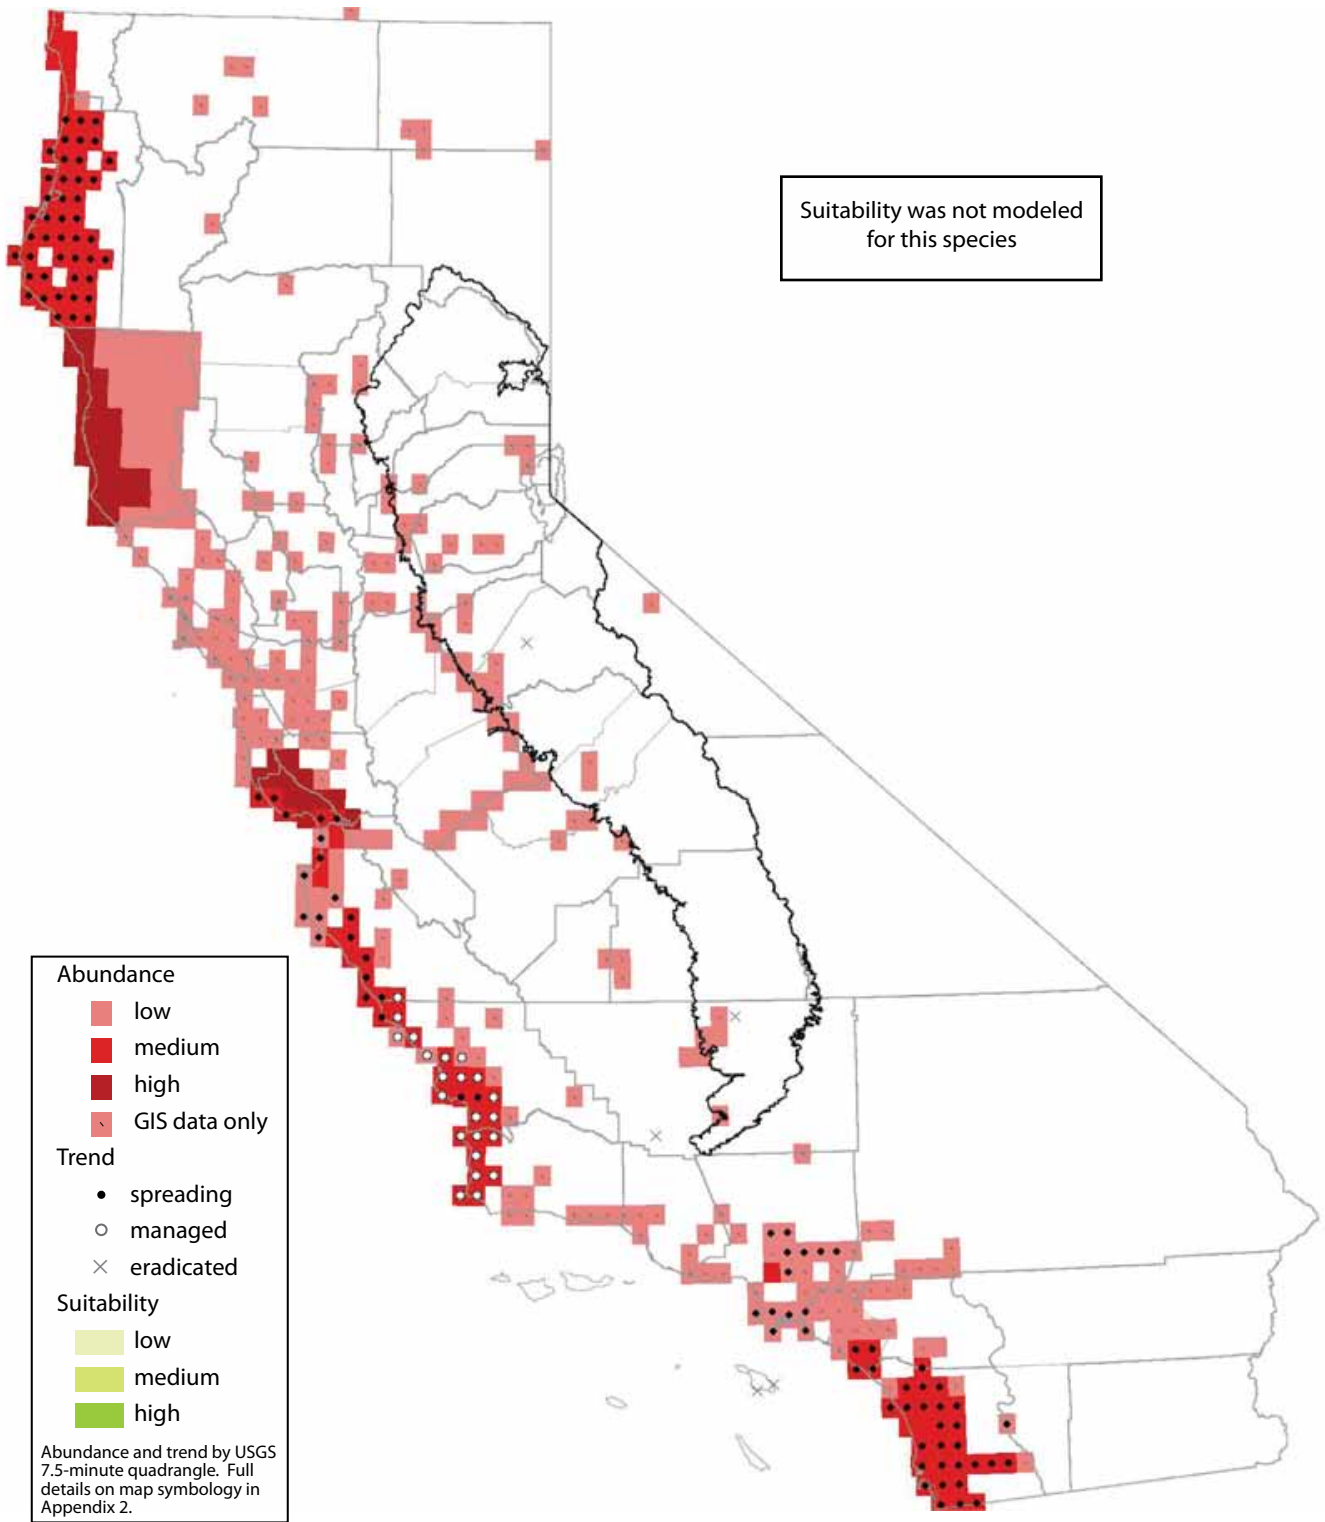 Suitability was not modeled
for this species
Abundance
low
medium
high
GIS data only
Trend
spreading
managed
eradicated
Suitability
low
medium
high
Abundance and trend by USGS
7.5-minute quadrangle. Full
details on map symbology in
Appendix 2.